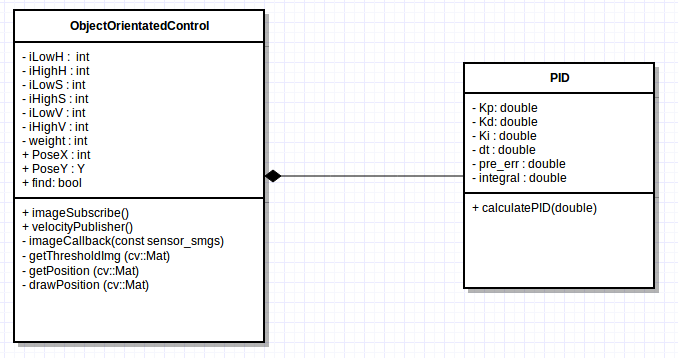 ObjectOrientatedControl
- iLowH :  int
- iHighH : int
- iLowS : int
- iHighS : int
- iLowV : int
- iHighV : int
- weight : int
+ PoseX : int
+ PoseY : Y
+ find: bool
+ imageSubscribe()
+ velocityPublisher()
- imageCallback(const sensor_smgs)
- getThresholdImg (cv::Mat)
- getPosition (cv::Mat)
- drawPosition (cv::Mat)
PID
- Kp: double
- Kd: double
- Ki : double
- dt : double
- pre_err : double
- integral : double
+ calculatePID(double)